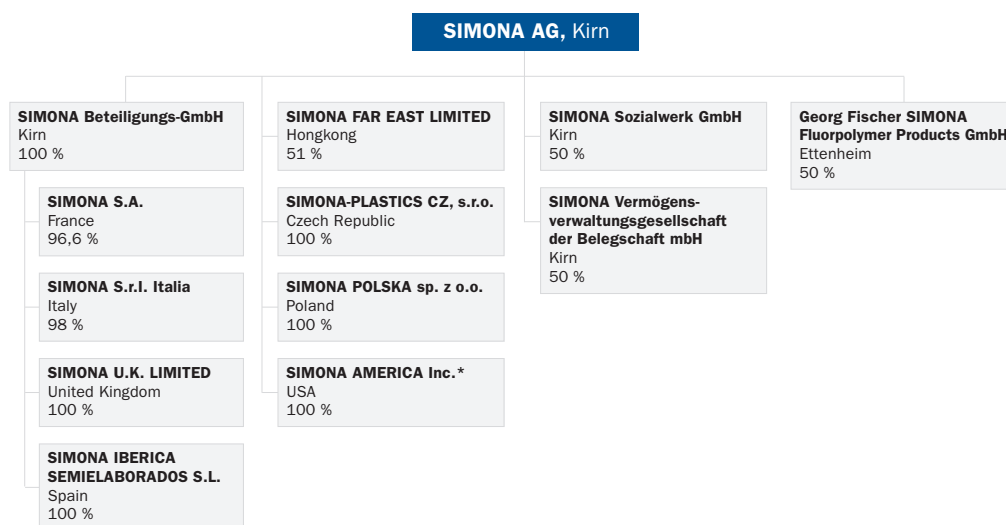 SIMONA AG, Kirn
SIMONA Beteiligungs-GmbH
Kirn
100 %
SIMONA S.A.
France
96,6 %
SIMONA S.r.l. Italia
Italy
98 %
SIMONA U.K. LIMITED
United Kingdom
100 %
SIMONA IBERICA
SEMIELABORADOS S.L.
Spain
100 %
SIMONA FAR EAST LIMITED
Hongkong
51 %
SIMONA-PLASTICS CZ, s.r.o.
Czech Republic
100 %
SIMONA POLSKA sp. z o.o.
Poland
100 %
SIMONA AMERICA Inc.*
USA
100 %
SIMONA Sozialwerk GmbH
Kirn
50 %
SIMONA Vermögens-
verwaltungsgesellschaft
der Belegschaft mbH
Kirn
50 %
Georg Fischer SIMONA
Fluorpolymer Products GmbH
Ettenheim
50 %